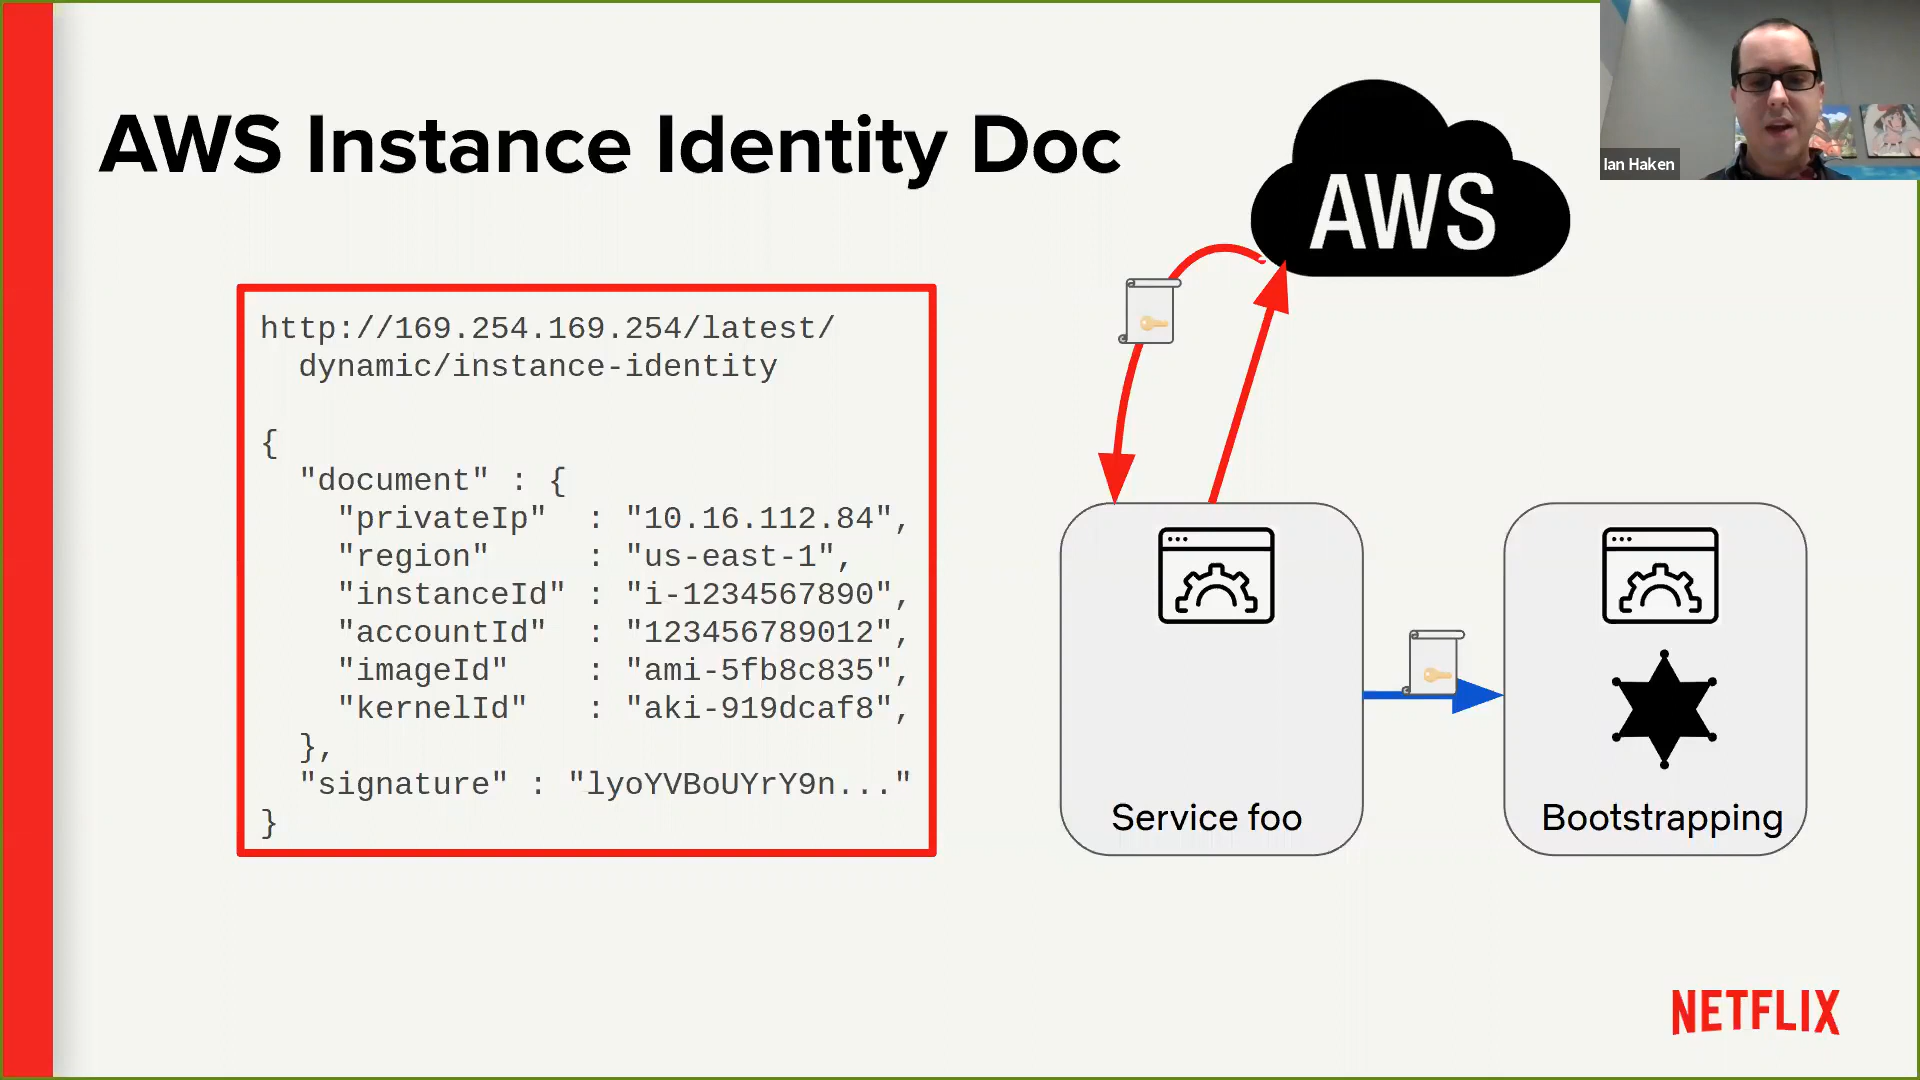 AWS Instance Identity Doc
AWS
Ian Haken
http://169.254.169.254/latest/
dynamic/instance-identity
{
"document" : {
"privateIp" : "10.16.112.84",
"region" : "us-east-1",
"instanceId" : "i-1234567890",
"accountId" : "123456789012",
"imageId" : "ami-5fb8c835",
"kernelId" : "aki-919dcaf8",
},
"signature" : "lyoYVBoUYrY9n..."
}
Service foo
Bootstrapping
NETFLIX